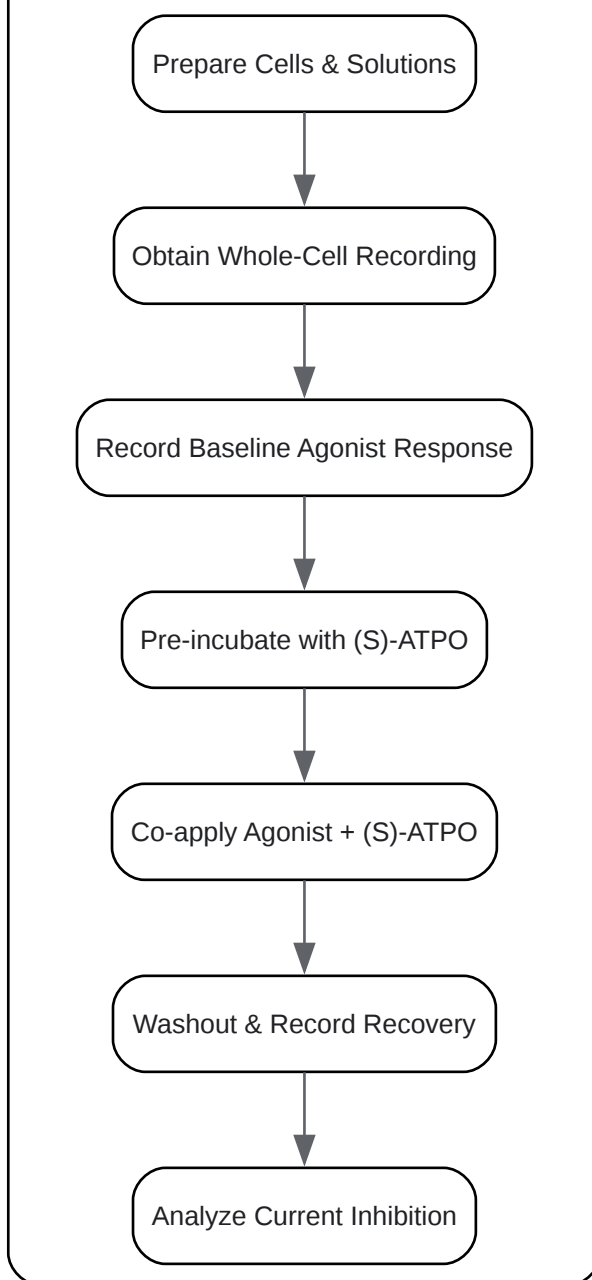 Prepare Cells & Solutions
Obtain Whole-Cell Recording
Record Baseline Agonist Response
Pre-incubate with (S)-ATPO
Co-apply Agonist + (S)-ATPO
Washout & Record Recovery
Analyze Current Inhibition